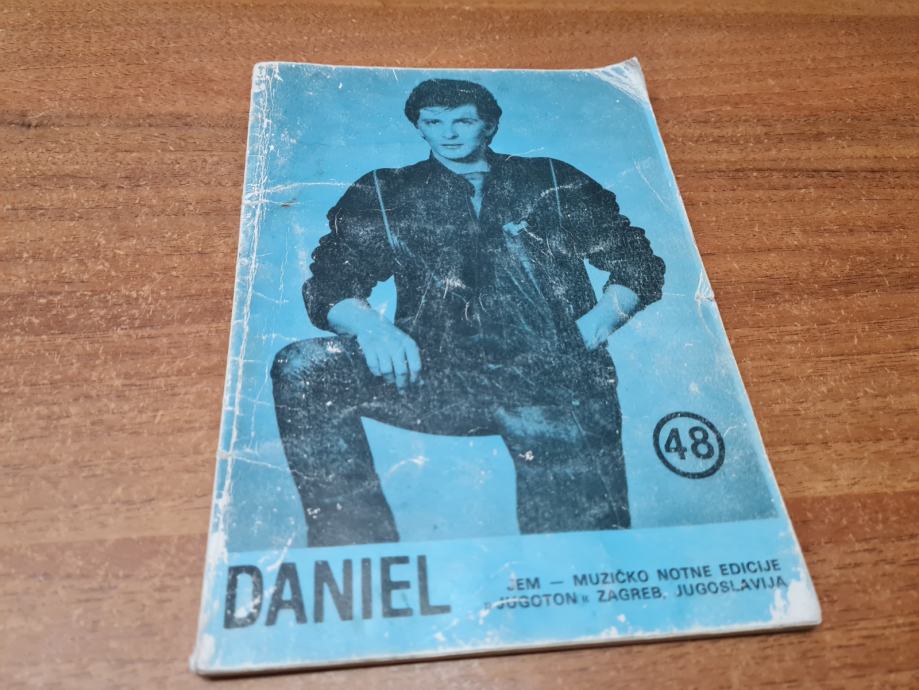 48
DANIEL
JEM — MUZIČKO NOTNE EDICIJE
„JUGOTON“ ZAGREB, JUGOSLAVIJA